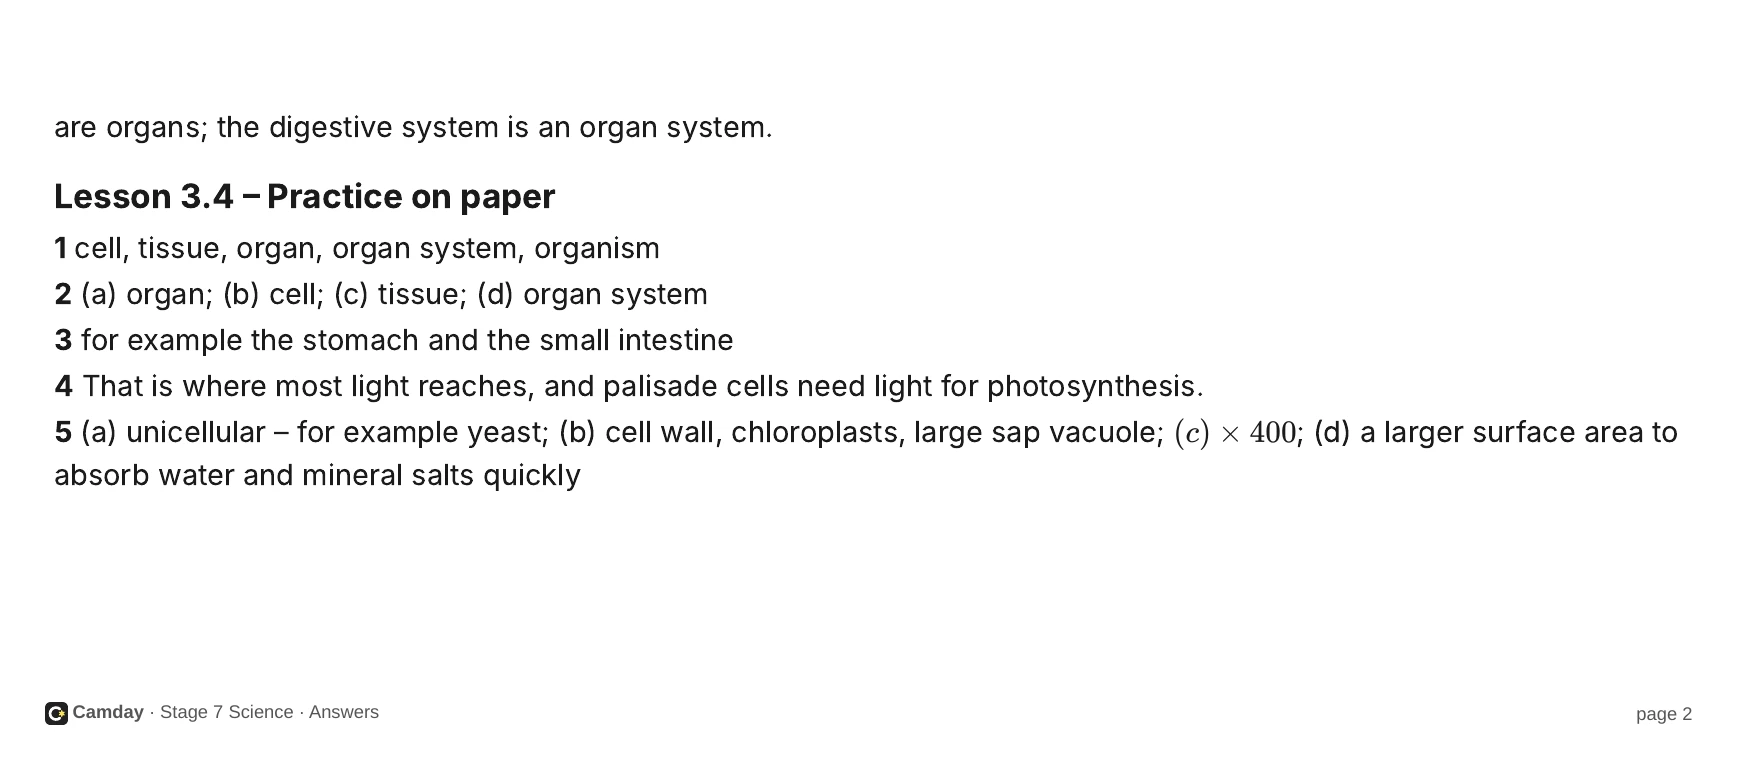 are organs; the digestive system is an organ system.
Lesson 3.4 – Practice on paper
1 cell, tissue, organ, organ system, organism
2 (a) organ; (b) cell; (c) tissue; (d) organ system
3 for example the stomach and the small intestine
4 That is where most light reaches, and palisade cells need light for photosynthesis.
5 (a) unicellular – for example yeast; (b) cell wall, chloroplasts, large sap vacuole; (c) × 400; (d) a larger surface area to
absorb water and mineral salts quickly
Camday · Stage 7 Science · Answers
page 2